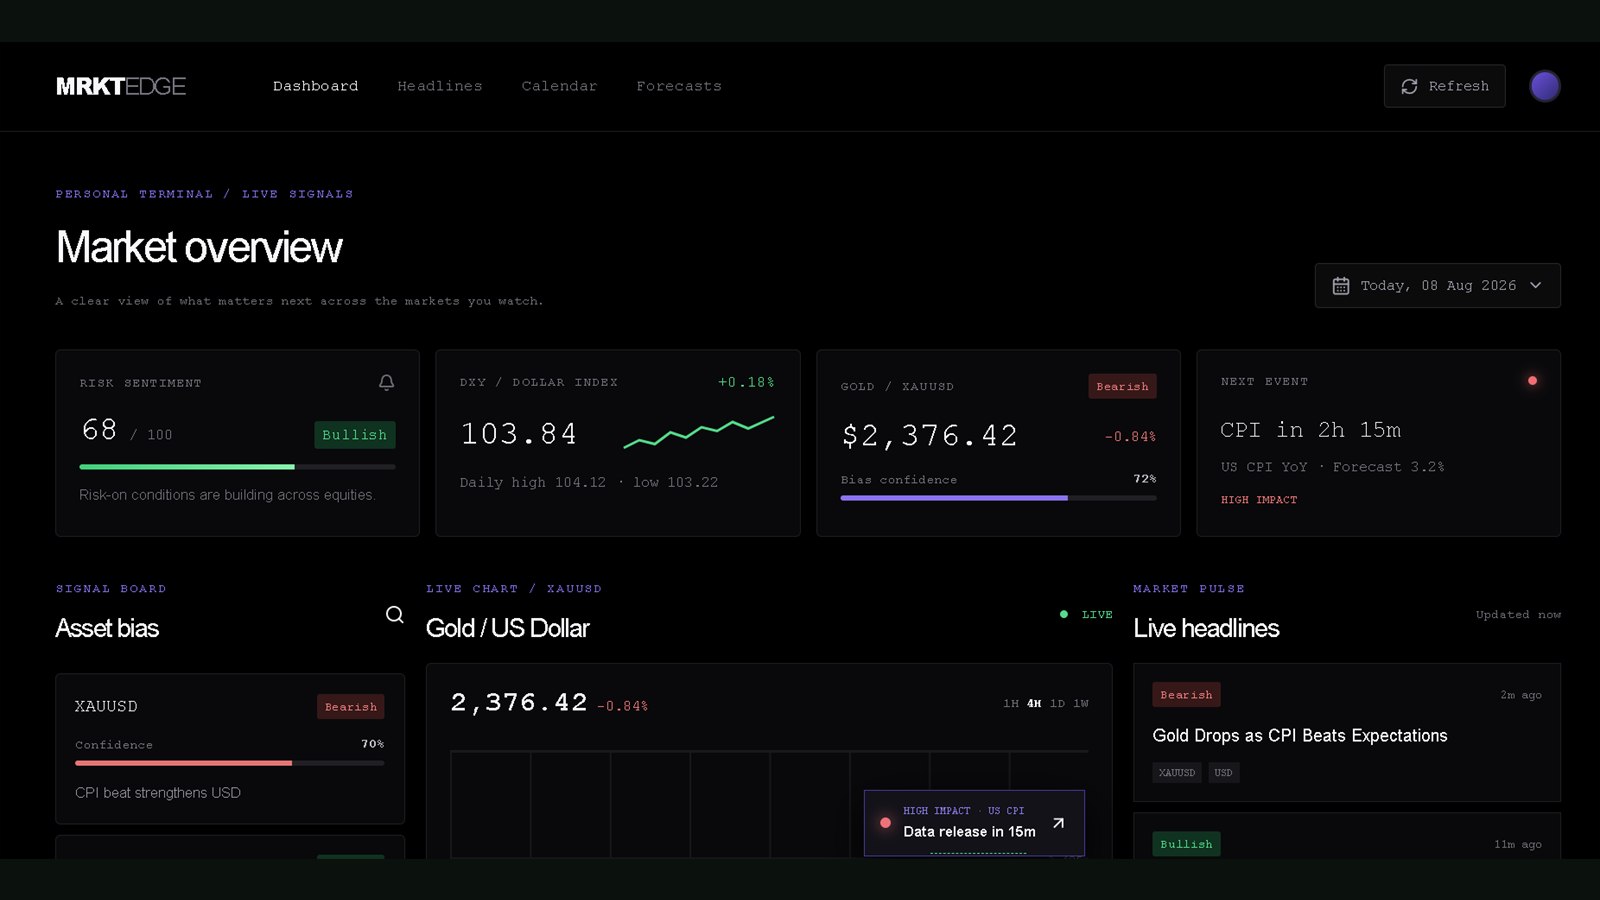 MRKTEDGE
Dashboard
Headlines
Calendar
Forecasts
Refresh
PERSONAL TERMINAL / LIVE SIGNALS
Market overview
A clear view of what matters next across the markets you watch.
Today, 08 Aug 2026
RISK SENTIMENT
68 / 100
Bullish
Risk-on conditions are building across equities.
DXY / DOLLAR INDEX
+0.18%
103.84
Daily high 104.12 · low 103.22
GOLD / XAUUSD
Bearish
$2,376.42
-0.84%
Bias confidence
72%
NEXT EVENT
CPI in 2h 15m
US CPI YoY · Forecast 3.2%
HIGH IMPACT
SIGNAL BOARD
Asset bias
XAUUSD
Bearish
Confidence
70%
CPI beat strengthens USD
LIVE CHART / XAUUSD
Gold / US Dollar
LIVE
2,376.42 -0.84%
1H 4H 1D 1W
HIGH IMPACT · US CPI
Data release in 15m
MARKET PULSE
Live headlines
Updated now
Bearish
2m ago
Gold Drops as CPI Beats Expectations
XAUUSD
USD
Bullish
11m ago